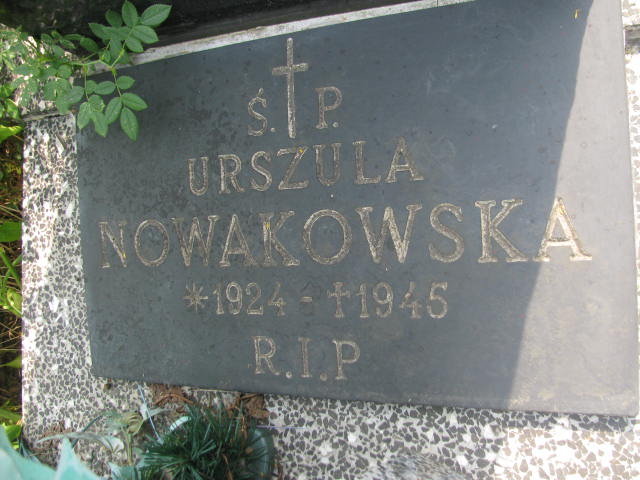 Ś. † P.
URSZULA
NOWAKOWSKA
*1924 - †1945
R.I.P